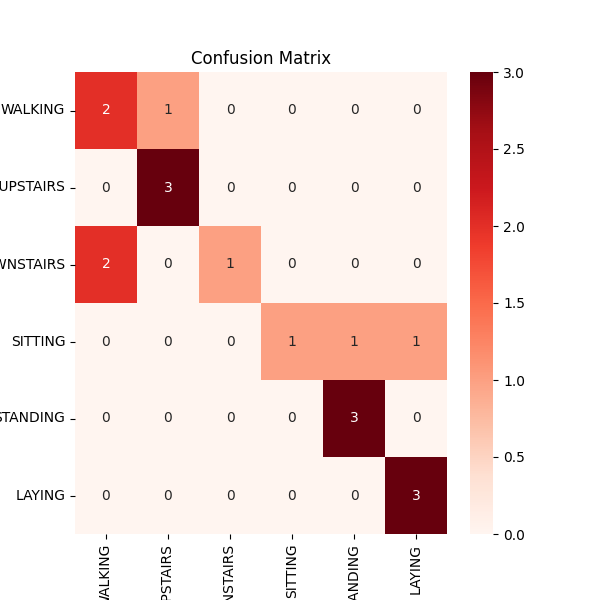 Confusion Matrix
WALKING 2 1 0 0 0 0
UPSTAIRS 0 3 0 0 0 0
WNSTAIRS 2 0 1 0 0 0
SITTING 0 0 0 1 1 1
STANDING 0 0 0 0 3 0
LAYING 0 0 0 0 0 3
ALKING PSTAIRS NSTAIRS SITTING ANDING LAYING
3.0
2.5
2.0
1.5
1.0
0.5
0.0